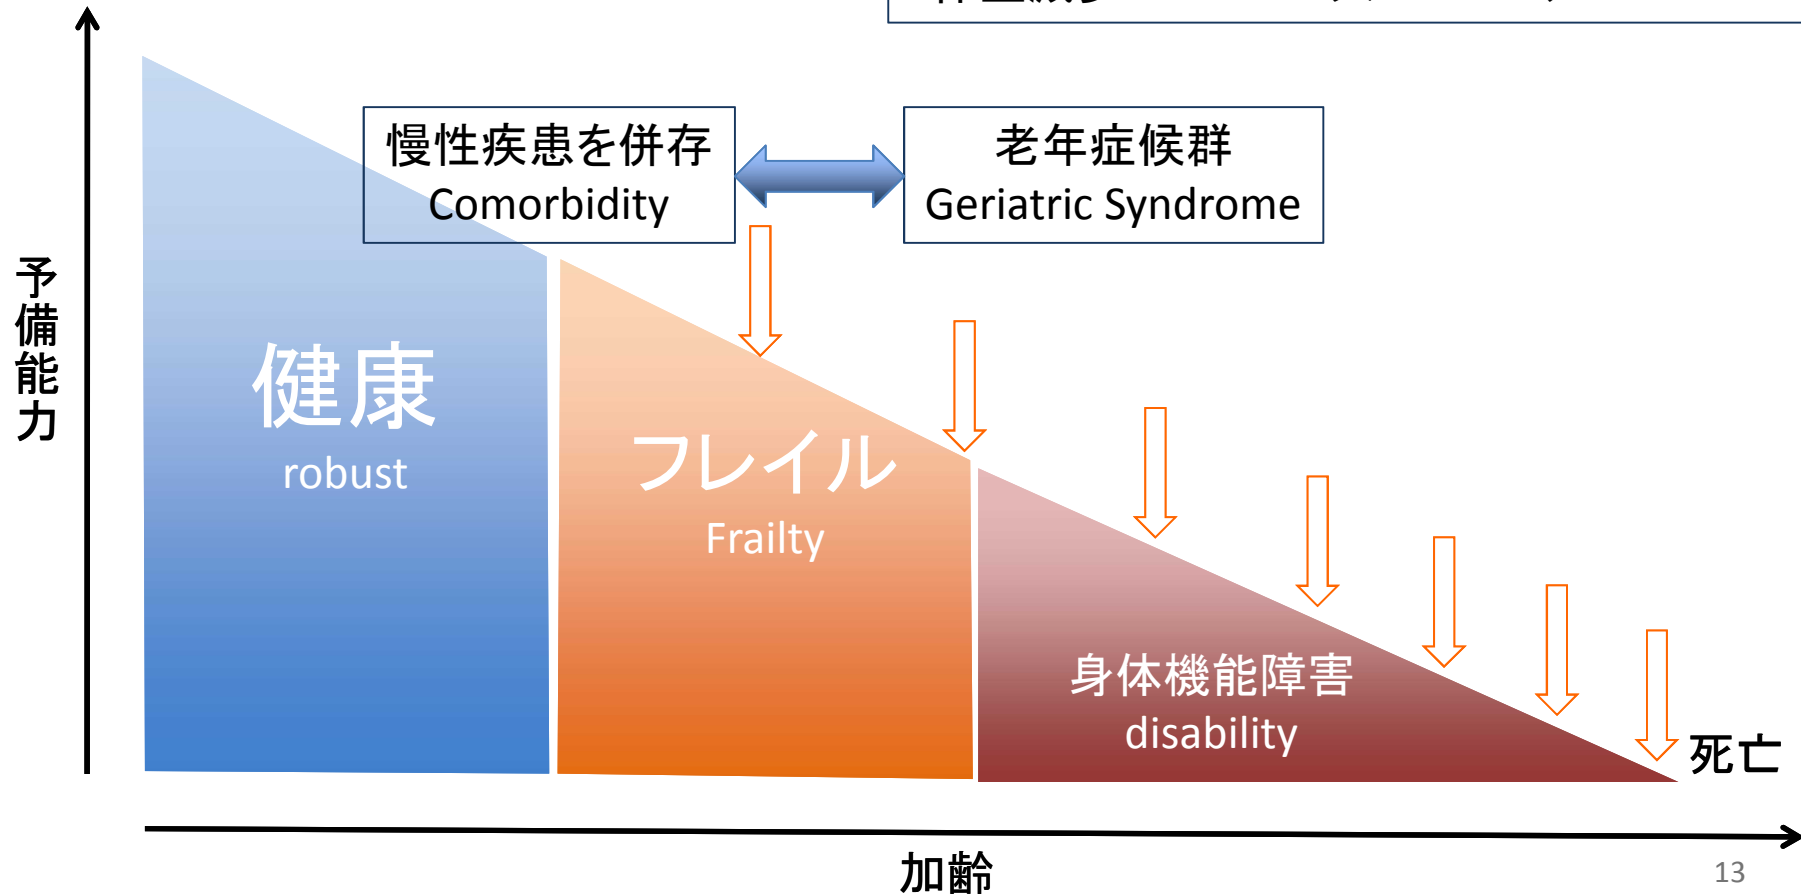 慢性疾患を併存
Comorbidity
老年症候群
Geriatric Syndrome
予備能力
健康
robust
フレイル
Frailty
身体機能障害
disability
死亡
加齢
13